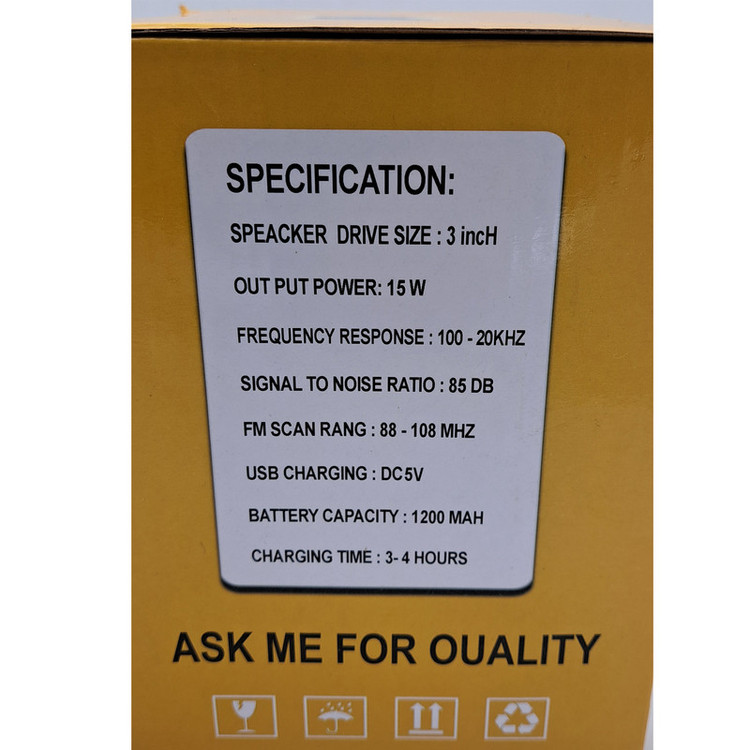 SPECIFICATION:
SPEACKER DRIVE SIZE : 3 incH
OUT PUT POWER: 15 W
FREQUENCY RESPONSE : 100 - 20KHZ
SIGNAL TO NOISE RATIO : 85 DB
FM SCAN RANG : 88 - 108 MHZ
USB CHARGING : DC5V
BATTERY CAPACITY : 1200 MAH
CHARGING TIME : 3- 4 HOURS
ASK ME FOR OUALITY